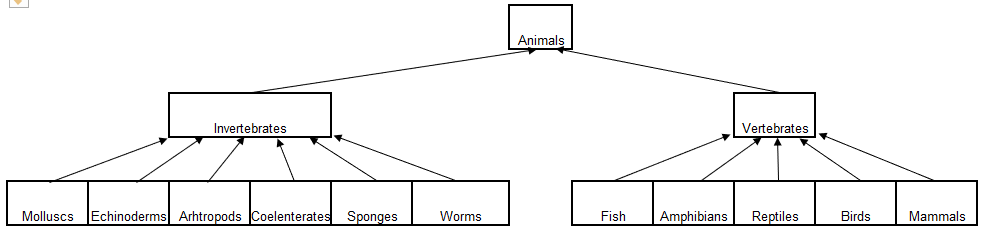 Animals
Invertebrates
Vertebrates
Molluscs
Echinoderms
Arhtropods
Coelenterates
Sponges
Worms
Fish
Amphibians
Reptiles
Birds
Mammals